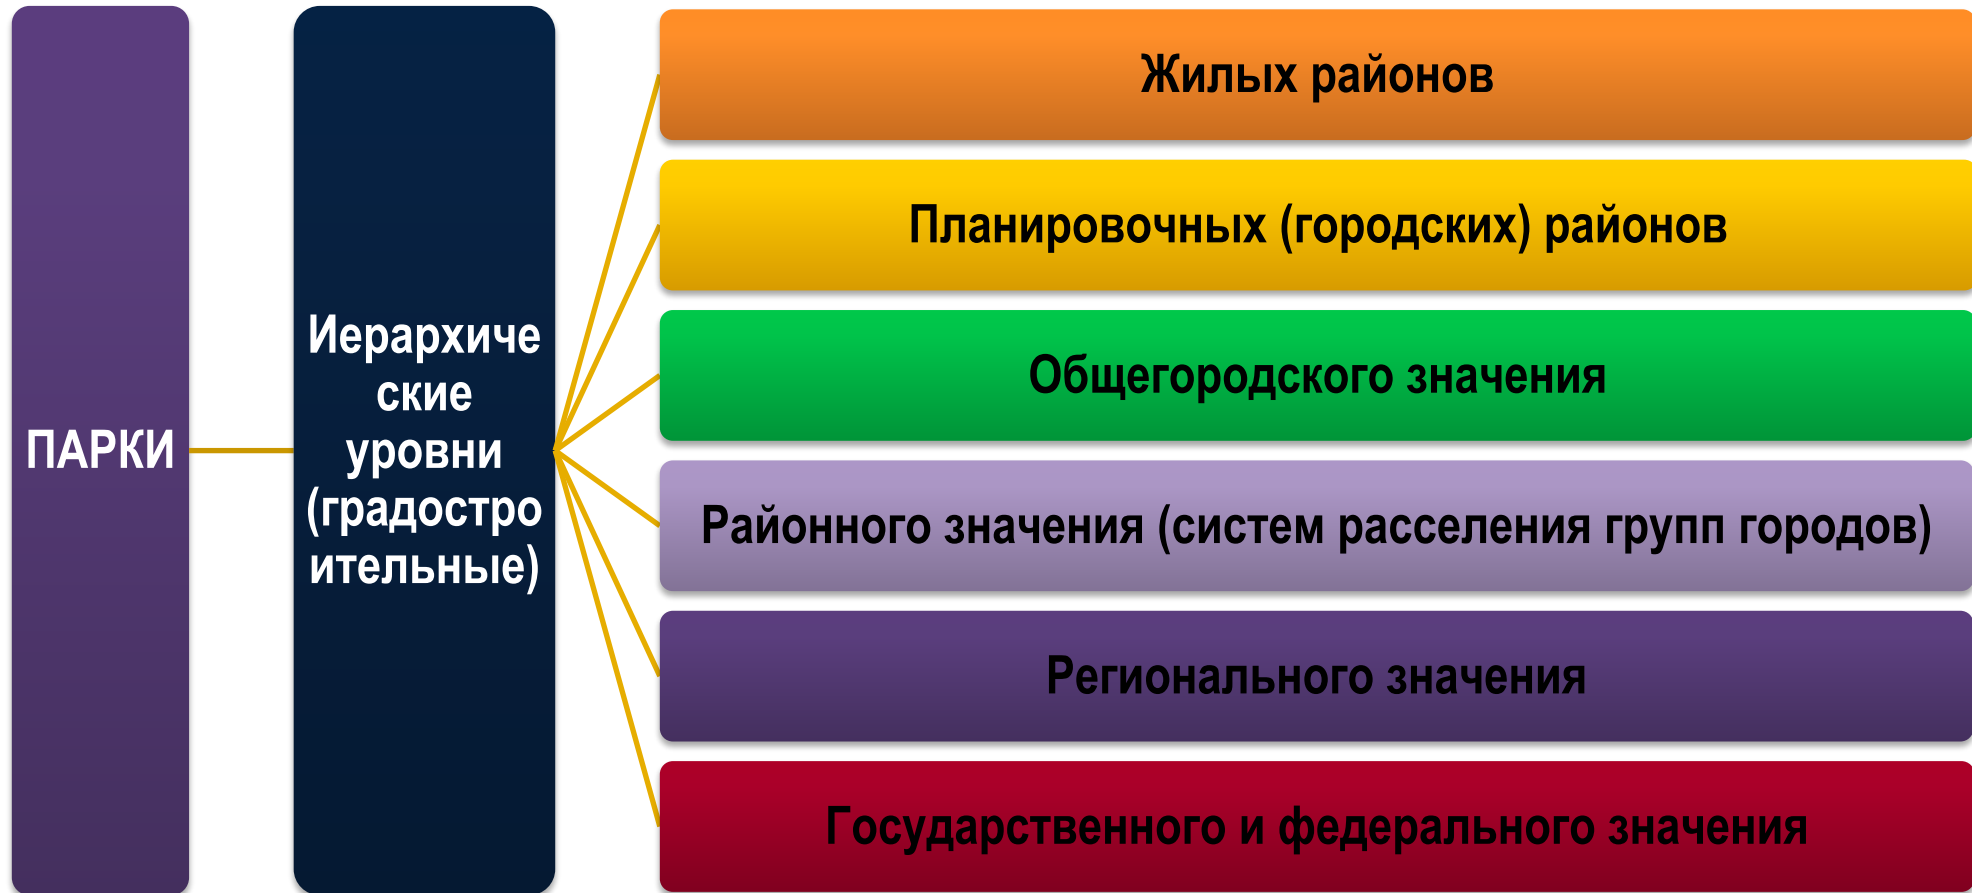 ПАРКИ
Иерархиче
ские
уровни
(градостро
ительные)
Жилых районов
Планировочных (городских) районов
Общегородского значения
Районного значения (систем расселения групп городов)
Регионального значения
Государственного и федерального значения